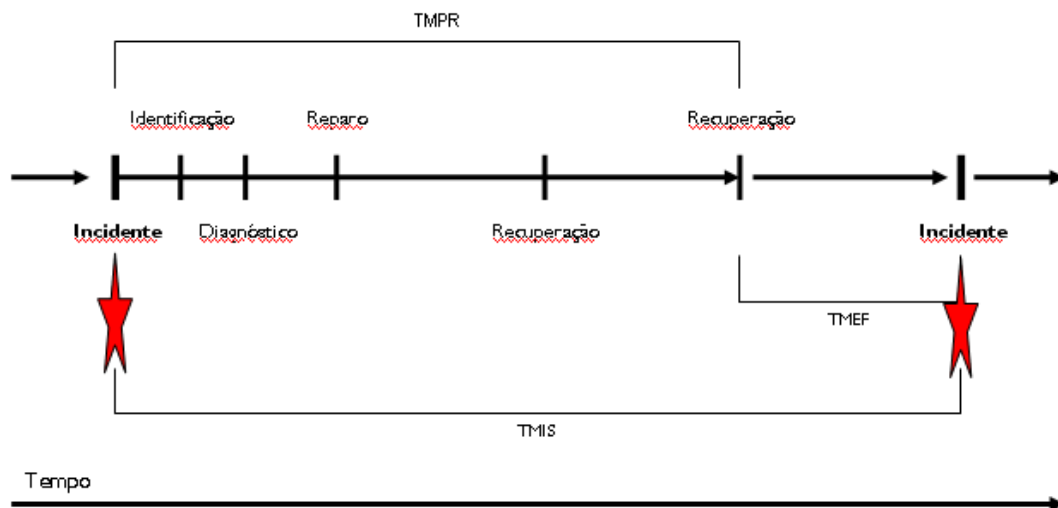 TMPR
Identificação
Reparo
Recuperação
Incidente
Diagnóstico
Recuperação
Incidente
TMEF
TMIS
Tempo